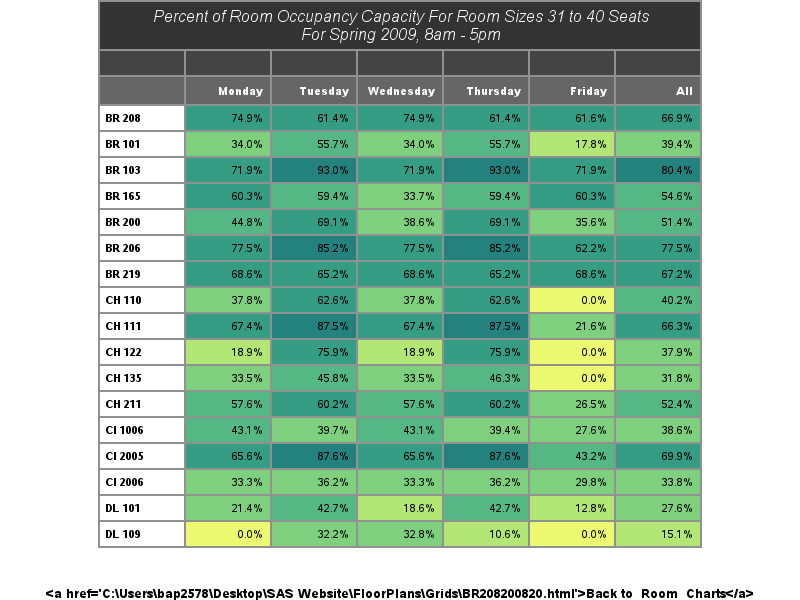 Percent of Room Occupancy Capacity For Room Sizes 31 to 40 Seats
For Spring 2009, 8am - 5pm
Monday Tuesday Wednesday Thursday Friday All
BR 208 74.9% 61.4% 74.9% 61.4% 61.6% 66.9%
BR 101 34.0% 55.7% 34.0% 55.7% 17.8% 39.4%
BR 103 71.9% 93.0% 71.9% 93.0% 71.9% 80.4%
BR 165 60.3% 59.4% 33.7% 59.4% 60.3% 54.6%
BR 200 44.8% 69.1% 38.6% 69.1% 35.6% 51.4%
BR 206 77.5% 85.2% 77.5% 85.2% 62.2% 77.5%
BR 219 68.6% 65.2% 68.6% 65.2% 68.6% 67.2%
CH 110 37.8% 62.6% 37.8% 62.6% 0.0% 40.2%
CH 111 67.4% 87.5% 67.4% 87.5% 21.6% 66.3%
CH 122 18.9% 75.9% 18.9% 75.9% 0.0% 37.9%
CH 135 33.5% 45.8% 33.5% 46.3% 0.0% 31.8%
CH 211 57.6% 60.2% 57.6% 60.2% 26.5% 52.4%
CI 1006 43.1% 39.7% 43.1% 39.4% 27.6% 38.6%
CI 2005 65.6% 87.6% 65.6% 87.6% 43.2% 69.9%
CI 2006 33.3% 36.2% 33.3% 36.2% 29.8% 33.8%
DL 101 21.4% 42.7% 18.6% 42.7% 12.8% 27.6%
DL 109 0.0% 32.2% 32.8% 10.6% 0.0% 15.1%
<a href='C:\Users\bap2578\Desktop\SAS Website\FloorPlans\Grids\BR208200820.html'>Back to Room Charts</a>